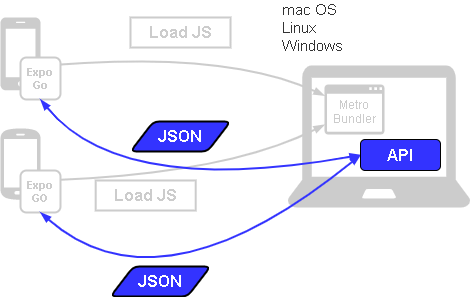 mac OS
Linux
Windows
Load JS
Expo
Go
Metro
Bundler
JSON
API
Expo
GO
Load JS
JSON